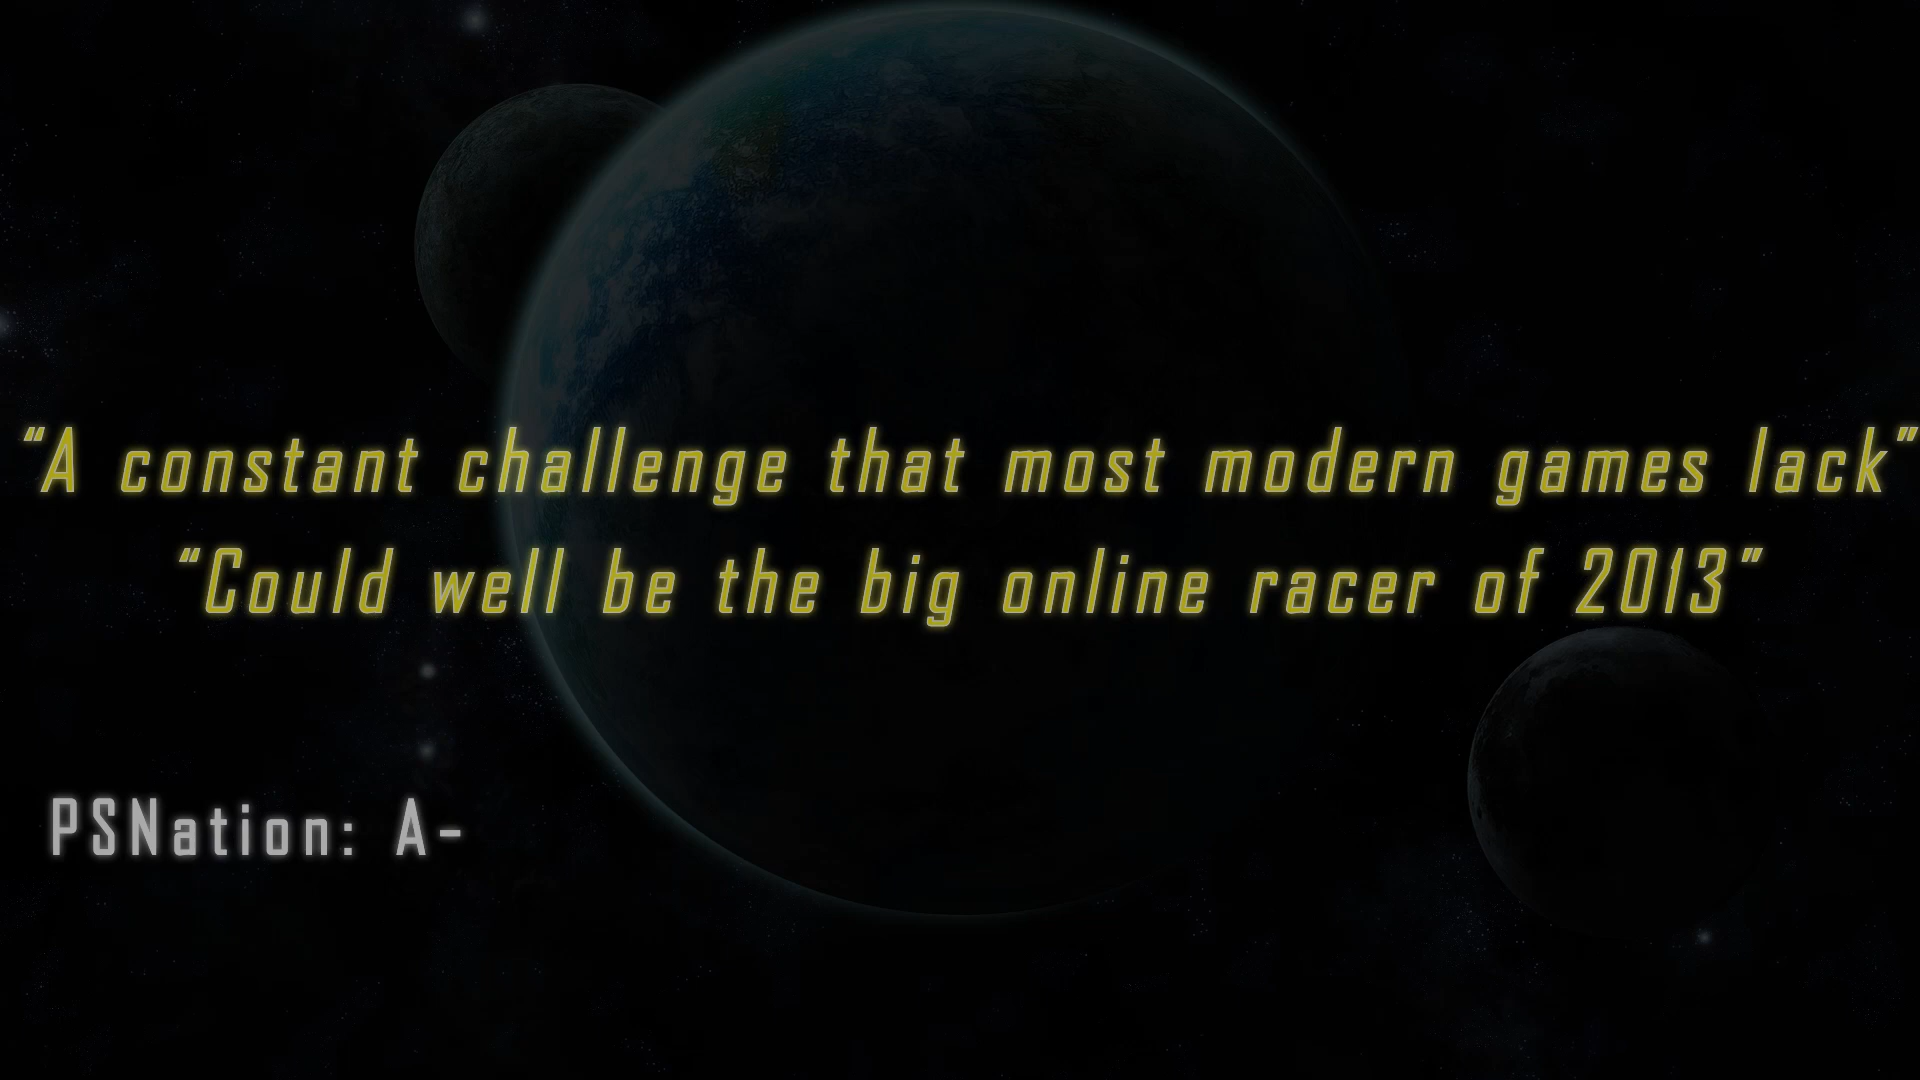 “A constant challenge that most modern games lack”
“Could well be the big online racer of 2013”
PSNation: A-